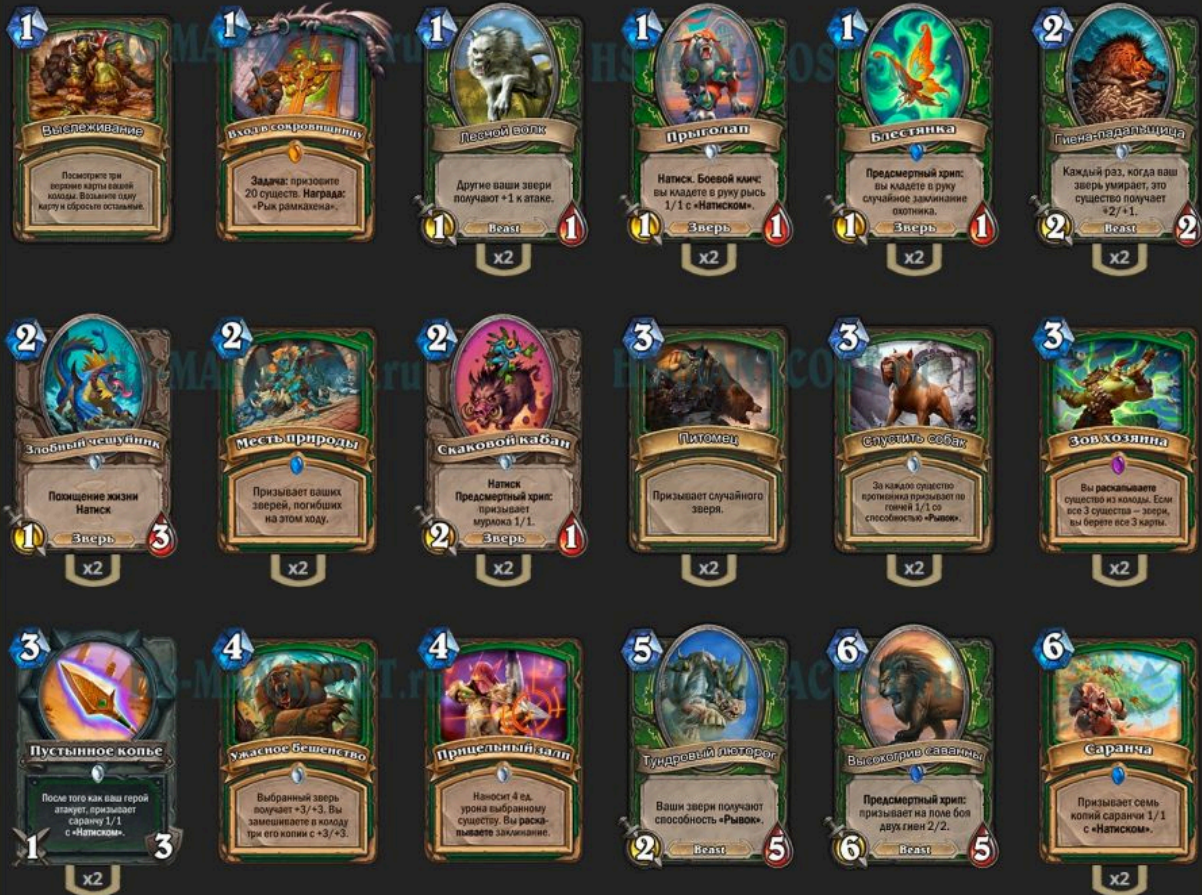 1
Выслеживание
Посмотрите три
верхние карты вашей
колоды. Возьмите одну
карту и сбросьте остальные.
1
Вход в сокровищницу
Задача: призовите
20 существ. Награда:
«Рык рамкахена».
1
Лесной волк
Другие ваши звери
получают +1 к атаке.
1
Beast
1
x2
1
Прыголап
Натиск. Боевой клич:
вы кладете в руку рысь
1/1 с «Натиском».
1
Зверь
1
x2
1
Блестянка
Предсмертный хрип:
вы кладете в руку
случайное заклинание
охотника.
1
Зверь
1
x2
2
Гиена-падальщица
Каждый раз, когда ваш
зверь умирает, это
существо получает
+2/+1.
2
Beast
2
x2
2
Злобный чешуйник
Похищение жизни
Натиск
1
Зверь
3
x2
2
Месть природы
Призывает ваших
зверей, погибших
на этом ходу.
x2
2
Скаковой кабан
Натиск
Предсмертный хрип:
призывает
мурлока 1/1.
2
Зверь
1
x2
3
Питомец
Призывает случайного
зверя.
x2
3
Спустить собак
За каждое существо
противника призывает по
гончей 1/1 со
способностью «Рывок».
x2
3
Зов хозяина
Вы раскапываете
существо из колоды. Если
все 3 существа — звери,
вы берете все 3 карты.
x2
3
Пустынное копье
После того как ваш герой
атакует, призывает
саранчу 1/1
с «Натиском».
1
3
x2
4
Ужасное бешенство
Выбранный зверь
получает +3/+3. Вы
замешиваете в колоду
три его копии с +3/+3.
4
Прицельный залп
Наносит 4 ед.
урона выбранному
существу. Вы раска-
пываете заклинание.
5
Тундровый люторог
Ваши звери получают
способность «Рывок».
2
Beast
5
6
Высокогрив саванны
Предсмертный хрип:
призывает на поле боя
двух гиен 2/2.
6
Beast
5
6
Саранча
Призывает семь
копий саранчи 1/1
с «Натиском».
x2